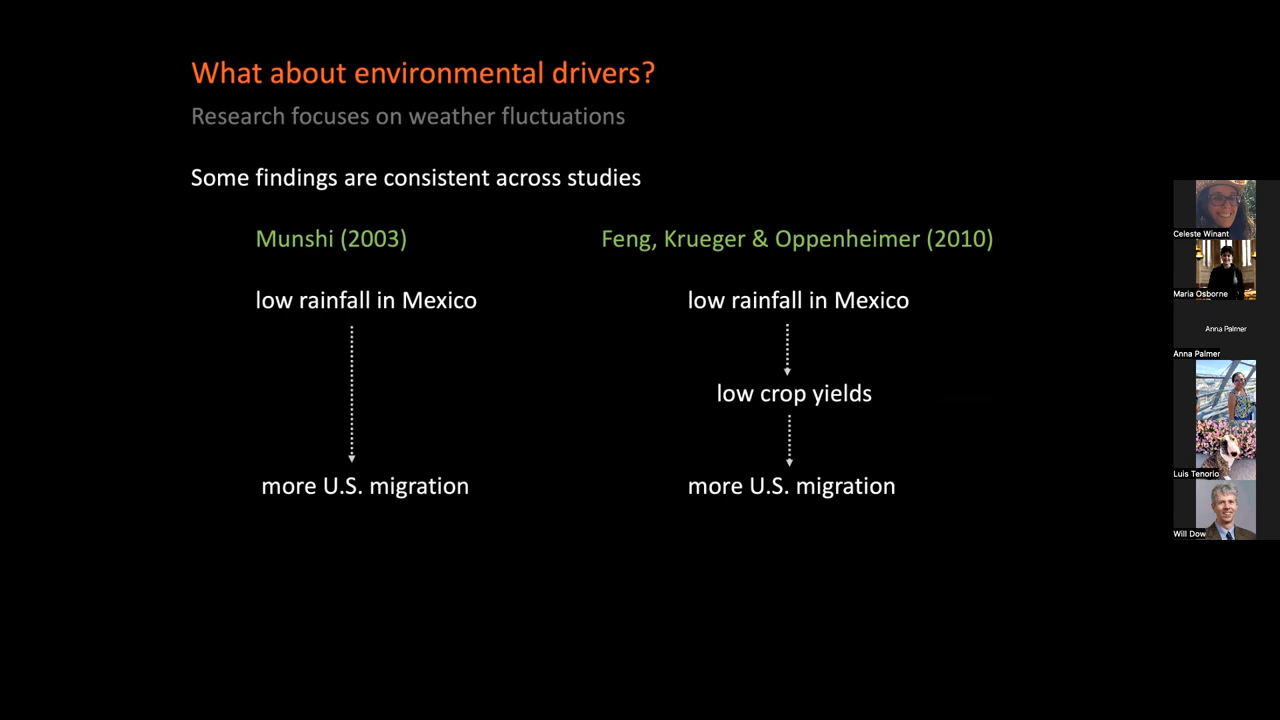 What about environmental drivers?
Research focuses on weather fluctuations
Some findings are consistent across studies
Munshi (2003)
low rainfall in Mexico
more U.S. migration
Feng, Krueger & Oppenheimer (2010)
low rainfall in Mexico
low crop yields
more U.S. migration
Celeste Winant
Maria Osborne
Anna Palmer
Anna Palmer
Luis Tenorio
Will Dow